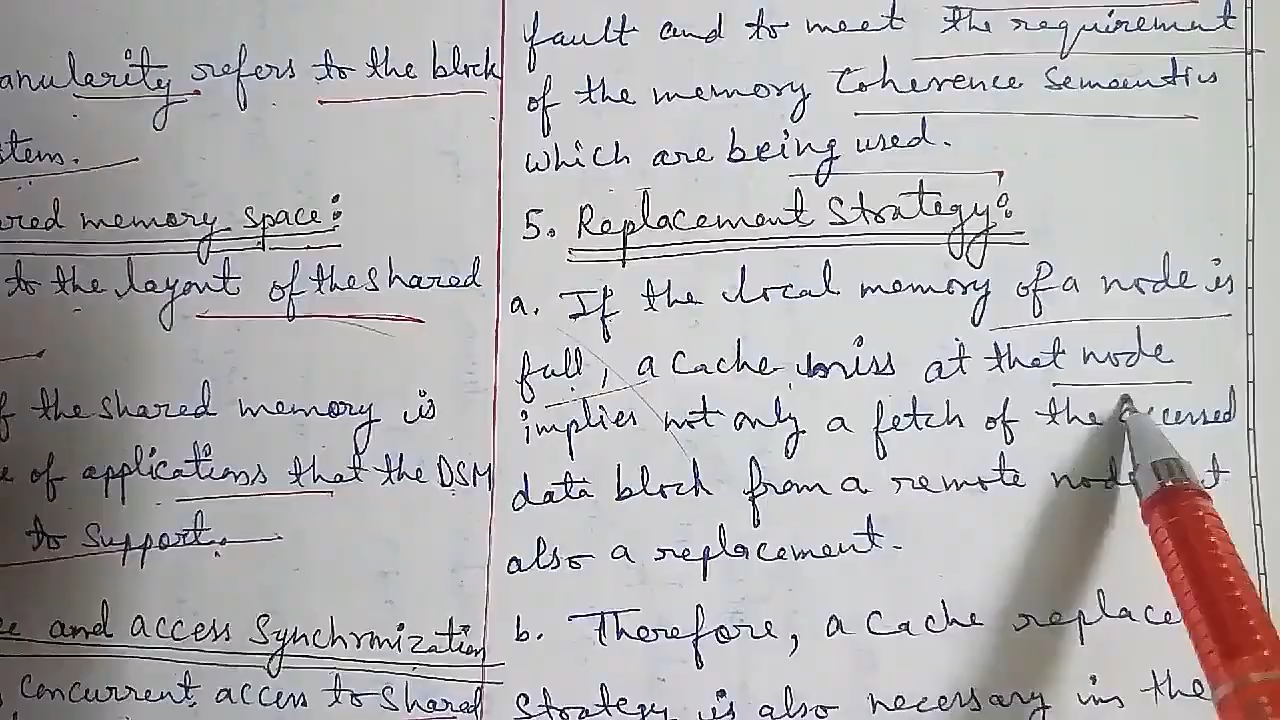 anularity refers to the block
stem.
ared memory space:
to the layout of the shared
f the shared memory is
e of applications that the DSM
to support.
ce and access Synchronization
concurrent access to shared
fault and to meet the requirement
of the memory Coherence Semantics
which are being used.
5. Replacement Strategy:
a. If the local memory of a node is
full, a Cache miss at that node
implies not only a fetch of the accessed
data block from a remote node but
also a replacement.
b. Therefore, a Cache replace
Strategy is also necessary in the